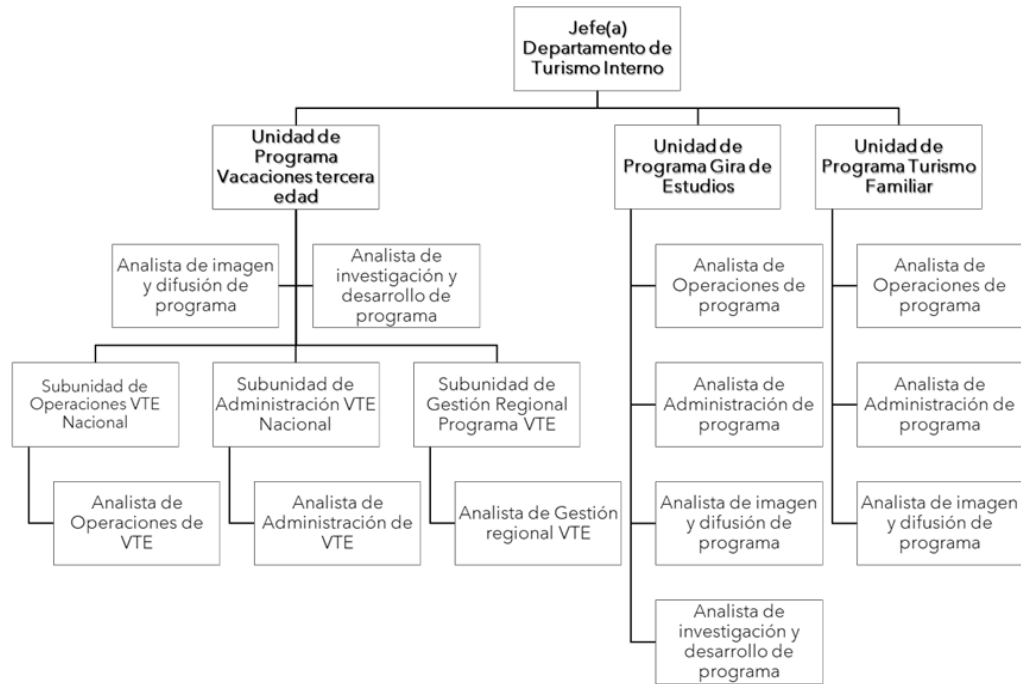 Jefe(a)
Departamento de
Turismo Interno
Unidad de
Programa
Vacaciones tercera
edad
Unidad de
Programa Gira de
Estudios
Unidad de
Programa Turismo
Familiar
Analista de imagen
y difusión de
programa
Analista de
investigación y
desarrollo de
programa
Analista de
Operaciones de
programa
Analista de
Operaciones de
programa
Subunidad de
Operaciones VTE
Nacional
Subunidad de
Administración VTE
Nacional
Subunidad de
Gestión Regional
Programa VTE
Analista de
Administración de
programa
Analista de
Administración de
programa
Analista de
Operaciones de
VTE
Analista de
Administración de
VTE
Analista de Gestión
regional VTE
Analista de imagen
y difusión de
programa
Analista de imagen
y difusión de
programa
Analista de
investigación y
desarrollo de
programa